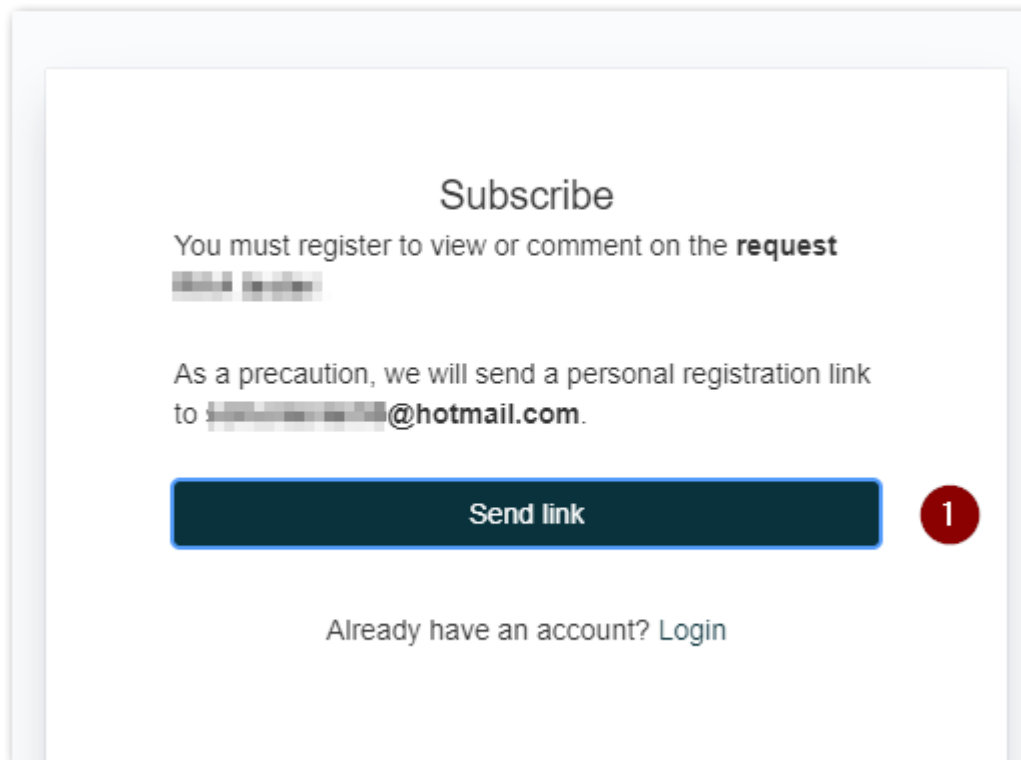 Subscribe
You must register to view or comment on the request
As a precaution, we will send a personal registration link
to @hotmail.com.
Send link
1
Already have an account? Login